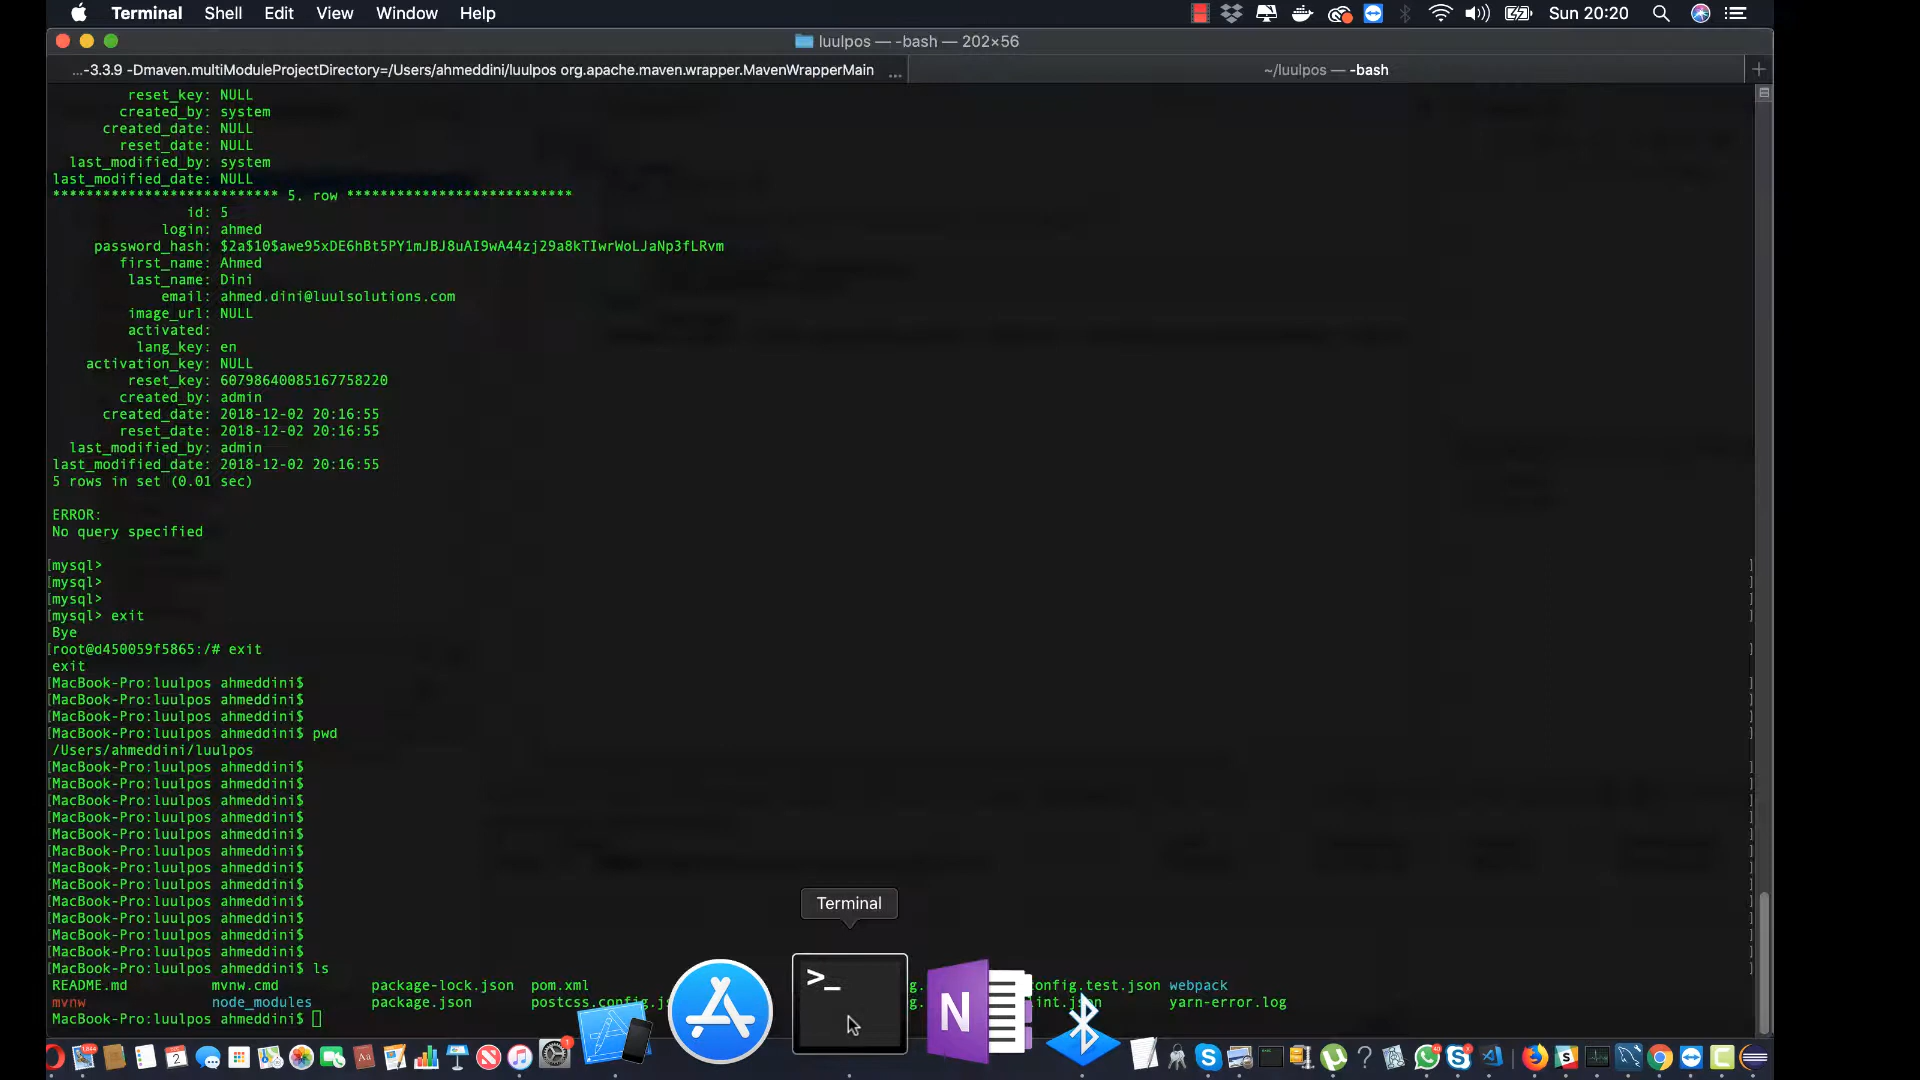 Terminal Shell Edit View Window Help Sun 20:20
luulpos — -bash — 202×56
...-3.3.9 -Dmaven.multiModuleProjectDirectory=/Users/ahmeddini/luulpos org.apache.maven.wrapper.MavenWrapperMain ... ~/luulpos — -bash
reset_key: NULL
created_by: system
created_date: NULL
reset_date: NULL
last_modified_by: system
last_modified_date: NULL
*************************** 5. row ***************************
id: 5
login: ahmed
password_hash: $2a$10$awe95xDE6hBt5PY1mJBJ8uAI9wA44zj29a8kTIwrWoLJaNp3fLRvm
first_name: Ahmed
last_name: Dini
email: ahmed.dini@luulsolutions.com
image_url: NULL
activated:
lang_key: en
activation_key: NULL
reset_key: 60798640085167758220
created_by: admin
created_date: 2018-12-02 20:16:55
reset_date: 2018-12-02 20:16:55
last_modified_by: admin
last_modified_date: 2018-12-02 20:16:55
5 rows in set (0.01 sec)
ERROR:
No query specified
[mysql> ]
[mysql> ]
[mysql> ]
[mysql> exit ]
Bye
[root@d450059f5865:/# exit ]
exit
[MacBook-Pro:luulpos ahmeddini$ ]
[MacBook-Pro:luulpos ahmeddini$ ]
[MacBook-Pro:luulpos ahmeddini$ ]
[MacBook-Pro:luulpos ahmeddini$ pwd ]
/Users/ahmeddini/luulpos
[MacBook-Pro:luulpos ahmeddini$ ]
[MacBook-Pro:luulpos ahmeddini$ ]
[MacBook-Pro:luulpos ahmeddini$ ]
[MacBook-Pro:luulpos ahmeddini$ ]
[MacBook-Pro:luulpos ahmeddini$ ]
[MacBook-Pro:luulpos ahmeddini$ ]
[MacBook-Pro:luulpos ahmeddini$ ]
[MacBook-Pro:luulpos ahmeddini$ ]
[MacBook-Pro:luulpos ahmeddini$ ]
[MacBook-Pro:luulpos ahmeddini$ ]
[MacBook-Pro:luulpos ahmeddini$ ]
[MacBook-Pro:luulpos ahmeddini$ ]
[MacBook-Pro:luulpos ahmeddini$ ls ]
README.md mvnw.cmd package-lock.json pom.xml onfig.test.json webpack
mvnw node_modules package.json postcss.config.js int.json yarn-error.log
MacBook-Pro:luulpos ahmeddini$
Terminal
>_
N